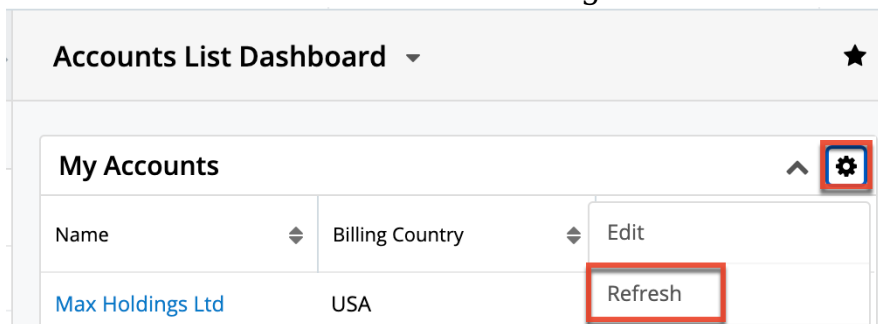 Accounts List Dashboard
My Accounts
Name Billing Country Edit
Max Holdings Ltd USA Refresh